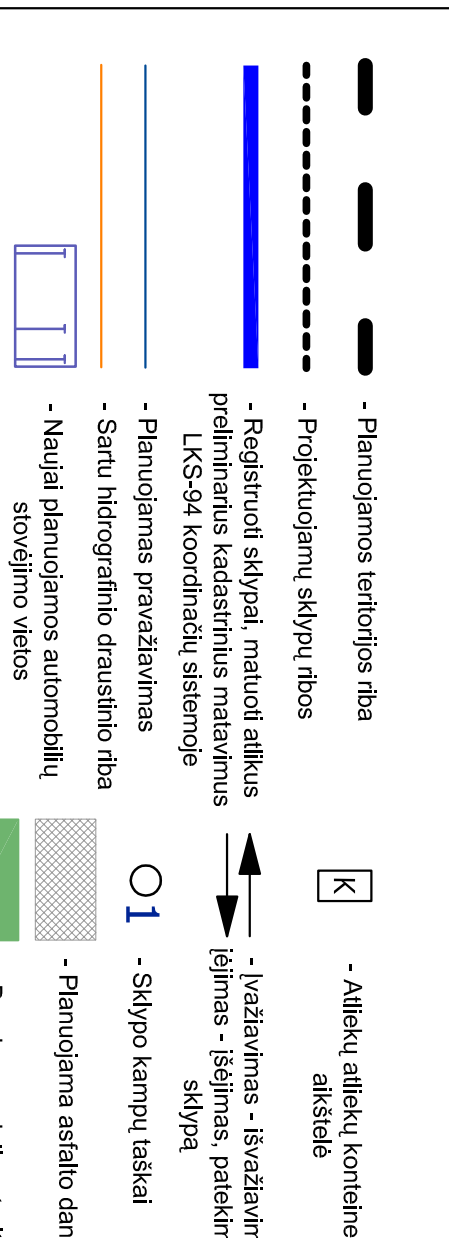 - Planuojamos teritorijos riba
- Projektuojamų sklypų ribos
- Registruoti sklypai, matuoti atlikus
preliminarius kadastrinius matavimus
LKS-94 koordinačių sistemoje
- Planuojamas pravažiavimas
- Sartu hidrografinio draustinio riba
- Naujai planuojamos automobilių
stovėjimo vietos
K
- Atliekų atliekų konteine
aikštelė
- Įvažiavimas - išvažiavim
įėjimas - išėjimas, patekim
sklypą
1
- Sklypo kampų taškai
- Planuojama asfalto dan